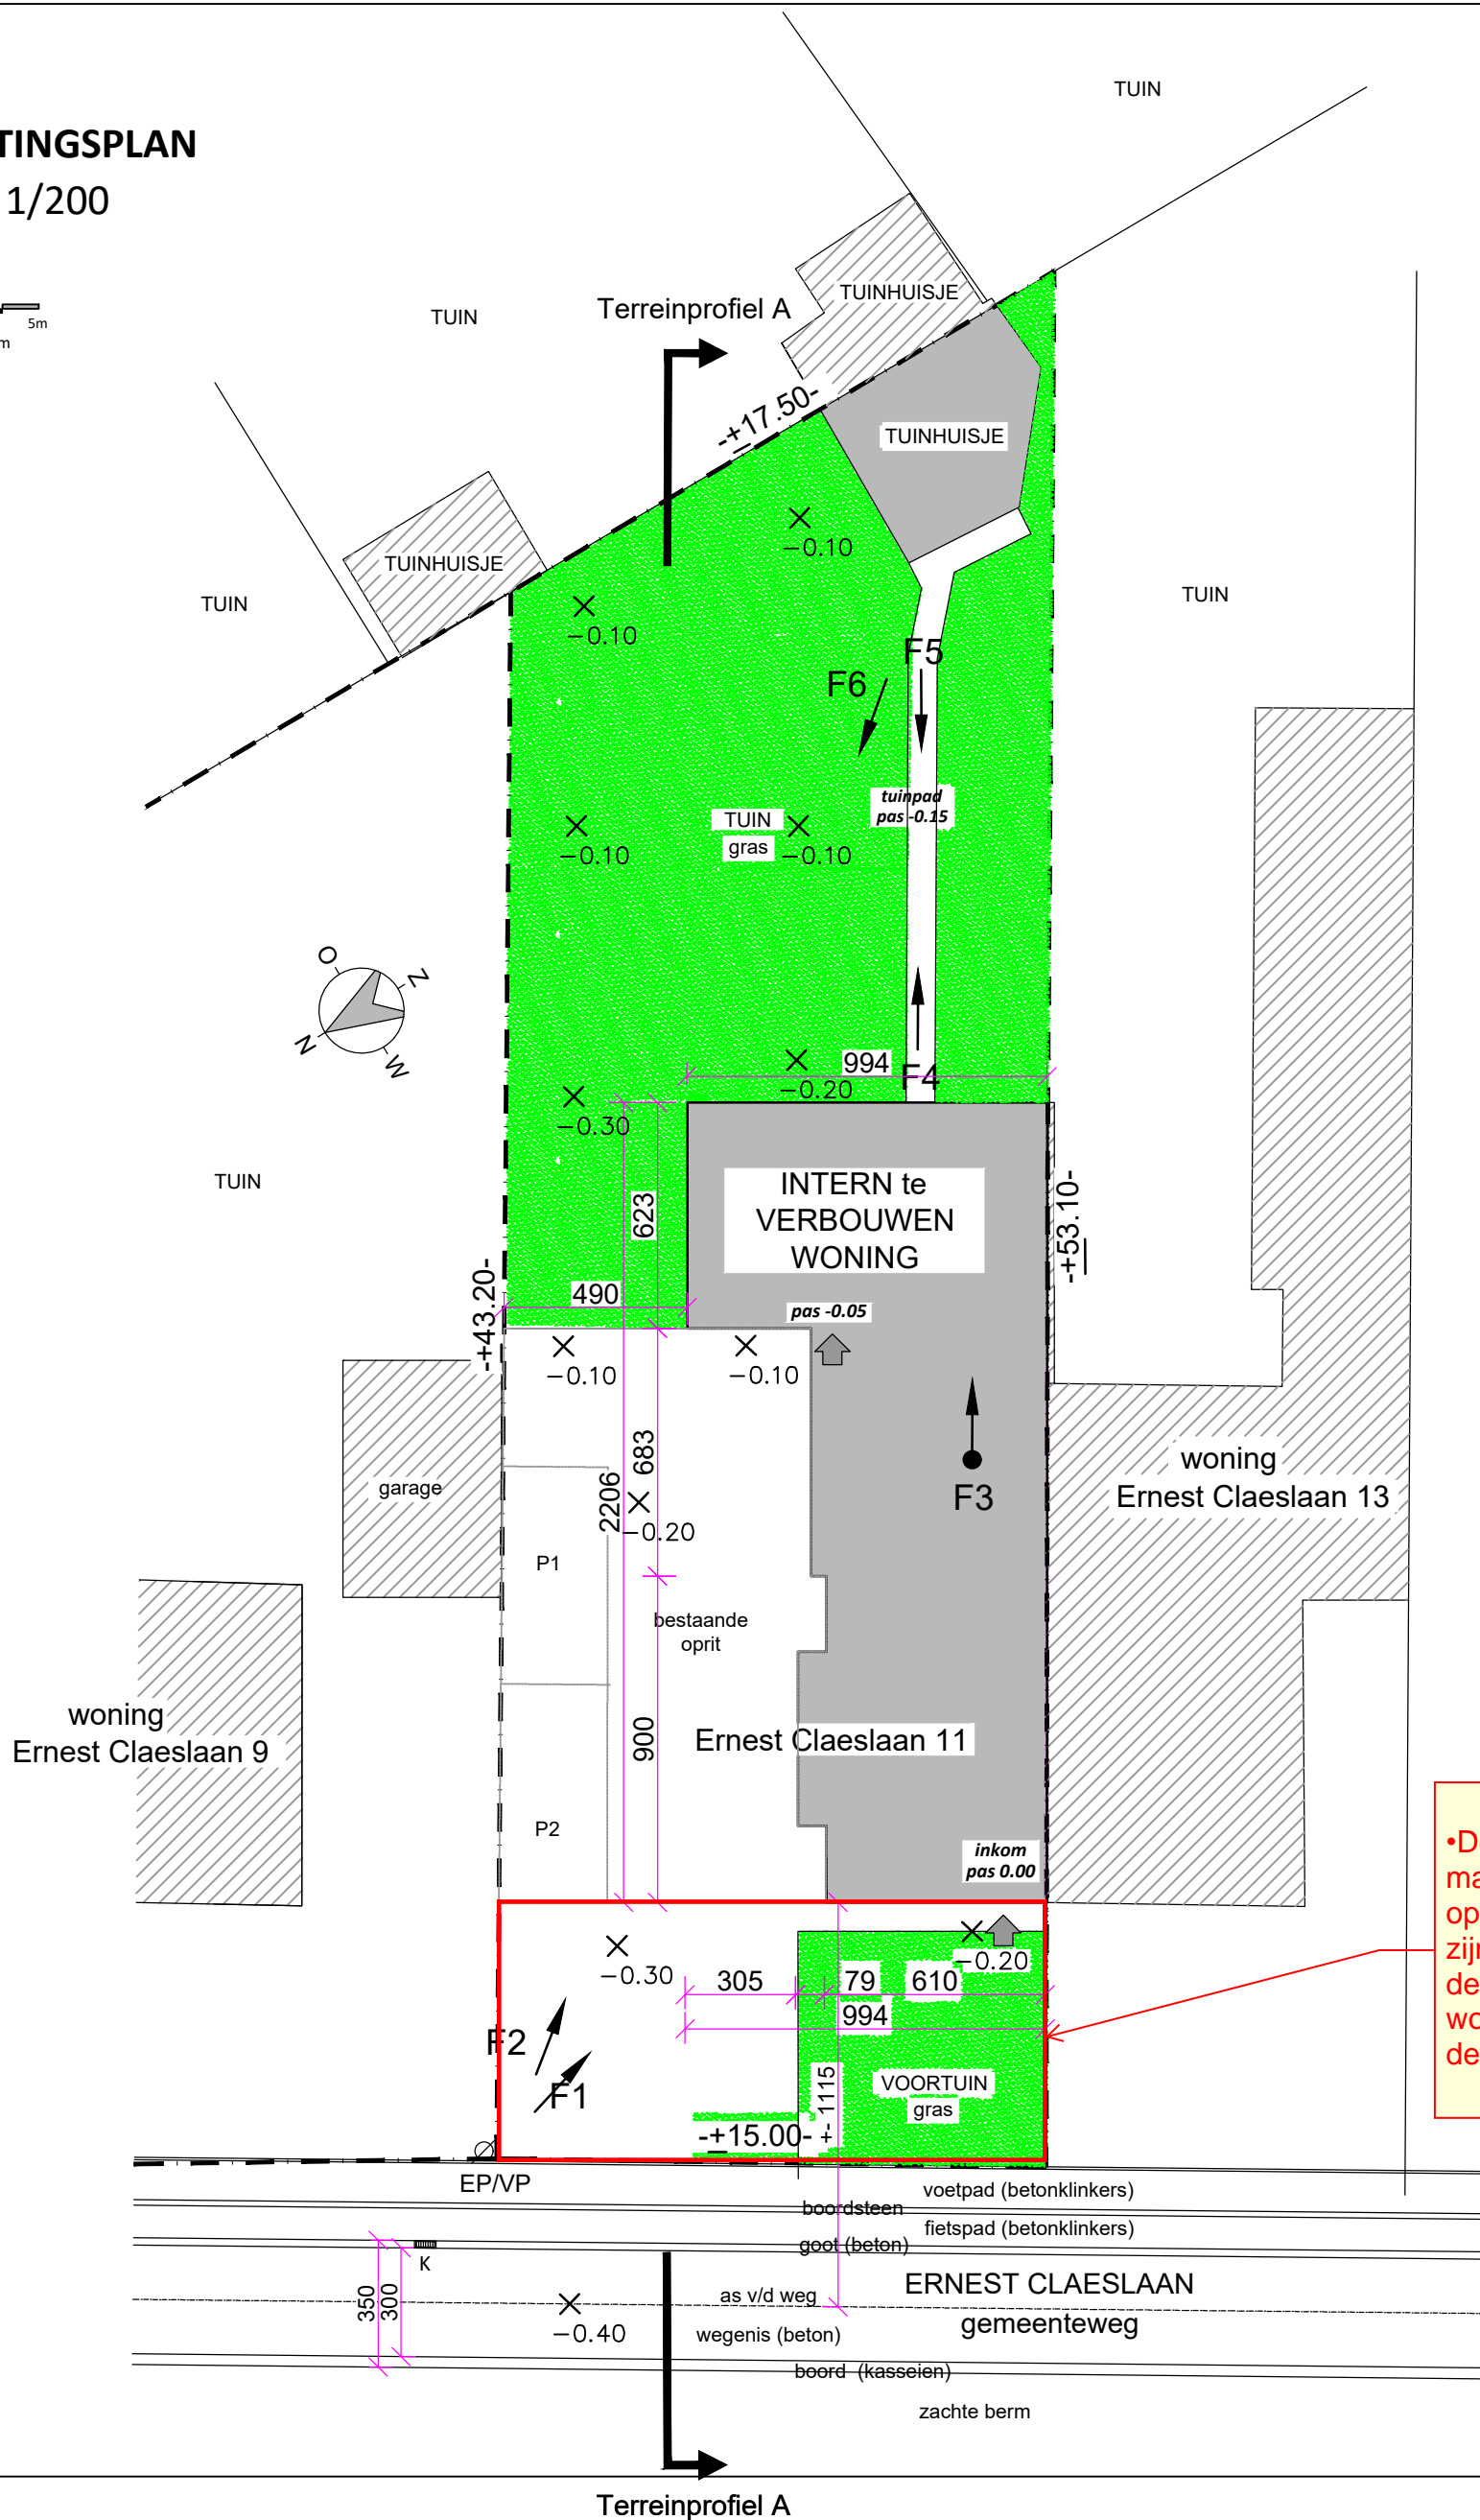 TINGSPLAN
1/200
5m
m
TUIN
TUIN
Terreinprofiel A
TUINHUISJE
-+17.50-
TUINHUISJE
-0.10
TUINHUISJE
TUIN
-0.10
TUIN
F5
F6
tuinpad
pas -0.15
TUIN
gras
-0.10
-0.10
O
Z
N
W
994
F4
-0.20
-0.30
TUIN
INTERN te
VERBOUWEN
WONING
623
-+53.10-
490
-+43.20-
pas -0.05
-0.10
-0.10
683
2206
garage
woning
Ernest Claeslaan 13
F3
-0.20
P1
bestaande
oprit
woning
Ernest Claeslaan 9
900
Ernest Claeslaan 11
P2
inkom
pas 0.00
-0.30
-0.20
305
79
610
994
F2
F1
+- 1115
VOORTUIN
gras
-+15.00-
EP/VP
voetpad (betonklinkers)
boordsteen
fietspad (betonklinkers)
goot (beton)
K
350
300
as v/d weg
ERNEST CLAESLAAN
gemeenteweg
-0.40
wegenis (beton)
boord (kasseien)
zachte berm
Terreinprofiel A
•D
ma
op
zijn
de
wo
de